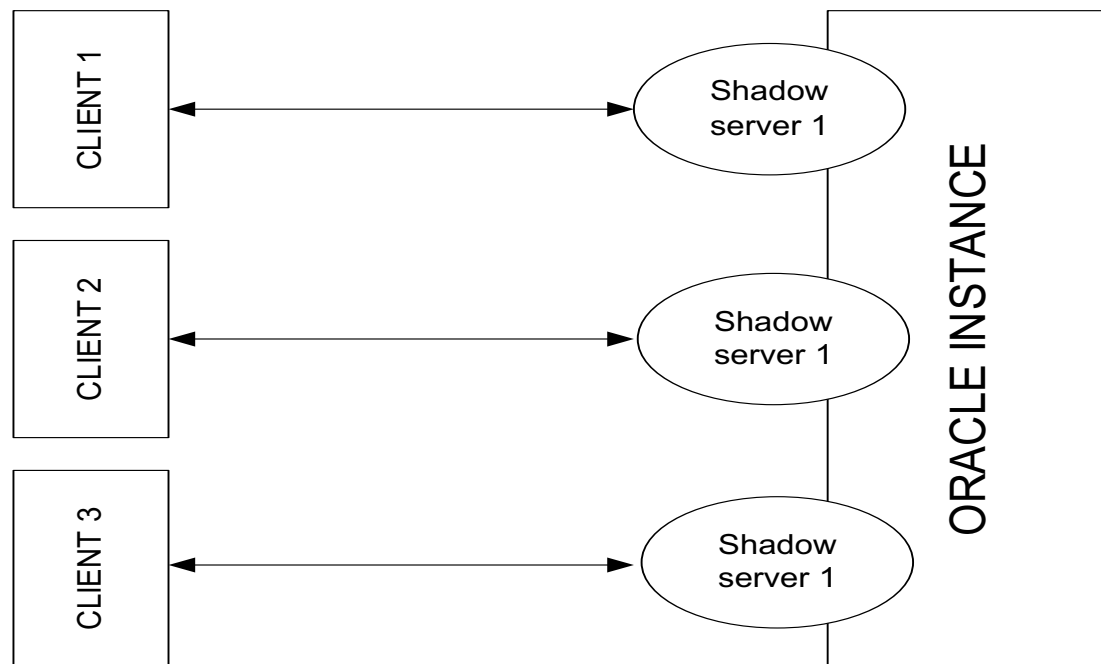 CLIENT 1
Shadow
server 1
CLIENT 2
Shadow
server 1
CLIENT 3
Shadow
server 1
ORACLE INSTANCE